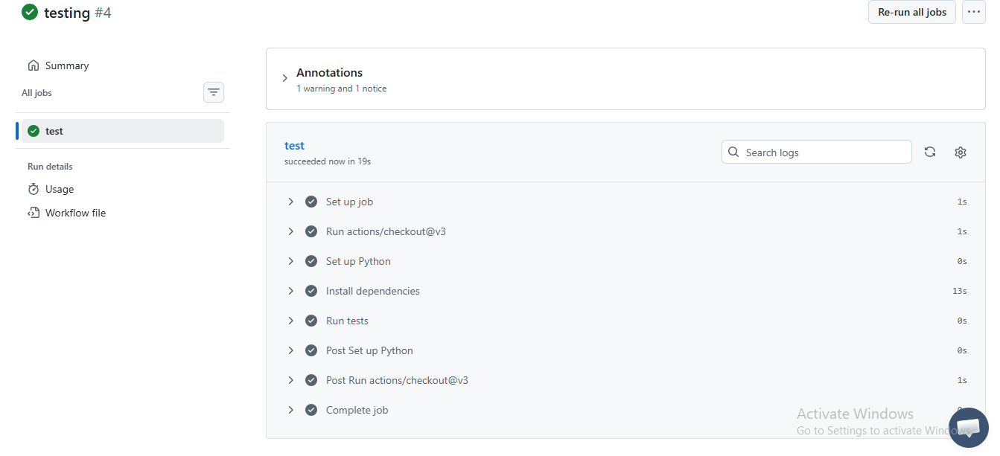 testing #4
Re-run all jobs
Summary
All jobs
test
Run details
Usage
Workflow file
Annotations
1 warning and 1 notice
test
succeeded now in 19s
Search logs
Set up job 1s
Run actions/checkout@v3 1s
Set up Python 0s
Install dependencies 13s
Run tests 0s
Post Set up Python 0s
Post Run actions/checkout@v3 1s
Complete job
Activate Windows
Go to Settings to activate Windows.